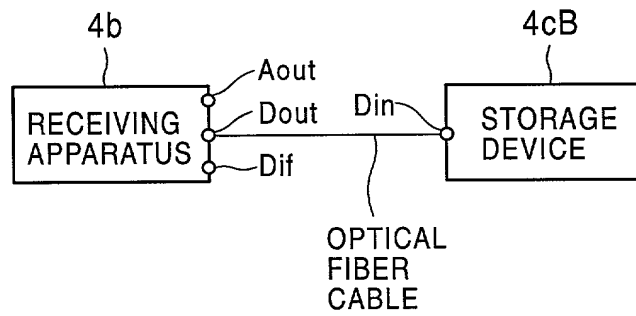 4b
4cB
Aout
Dout
Din
RECEIVING
APPARATUS
STORAGE
DEVICE
Dif
OPTICAL
FIBER
CABLE